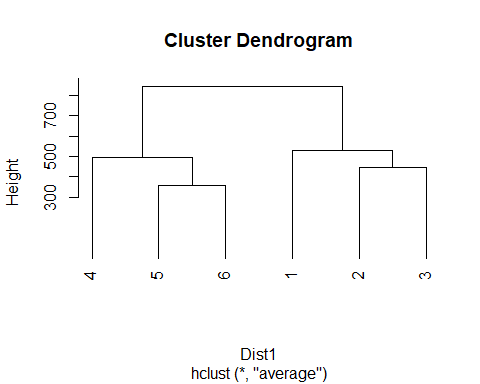 Cluster Dendrogram
Height
700
500
300
4 5 6 1 2 3
Dist1
hclust (*, "average")